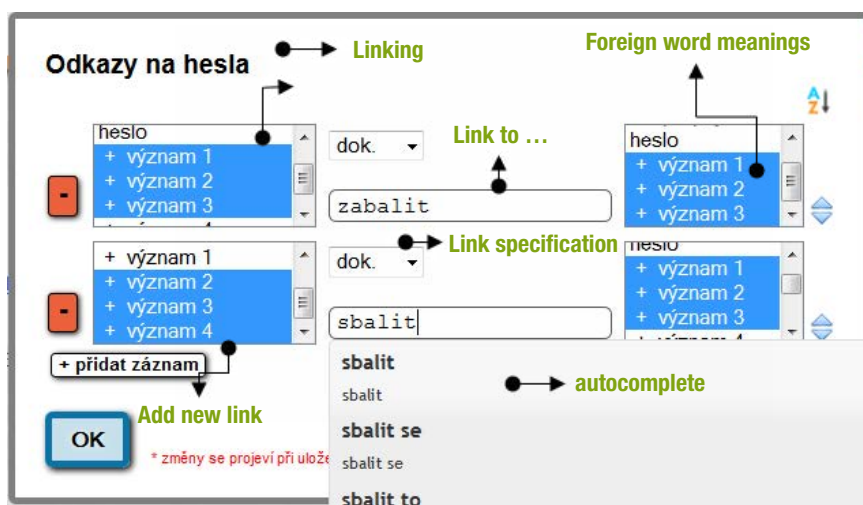 Odkazy na hesla
Linking
Foreign word meanings
A
Z
heslo
+ význam 1
+ význam 2
+ význam 3
-
dok.
Link to …
zabalit
heslo
+ význam 1
+ význam 2
+ význam 3
+ význam 1
+ význam 2
+ význam 3
+ význam 4
-
dok.
Link specification
sbalit
heslo
+ význam 1
+ význam 2
+ význam 3
+ význam 4
+ přidat záznam
Add new link
sbalit
sbalit
autocomplete
sbalit se
sbalit se
sbalit to
OK
* změny se projeví při ulože